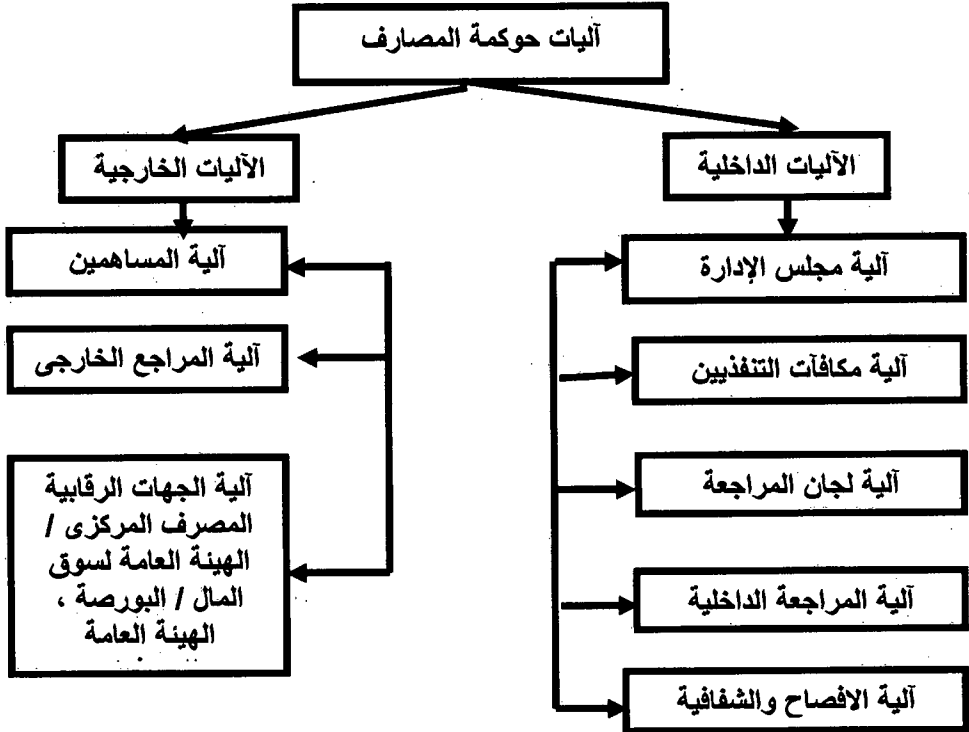 آليات حوكمة المصارف
الآليات الداخلية
الآليات الخارجية
آلية مجلس الإدارة
آلية مكافآت التنفذيين
آلية لجان المراجعة
آلية المراجعة الداخلية
آلية الافصاح والشفافية
آلية المساهمين
آلية المراجع الخارجى
آلية الجهات الرقابية
المصرف المركزى /
الهيئة العامة لسوق
المال / البورصة ،
الهيئة العامة